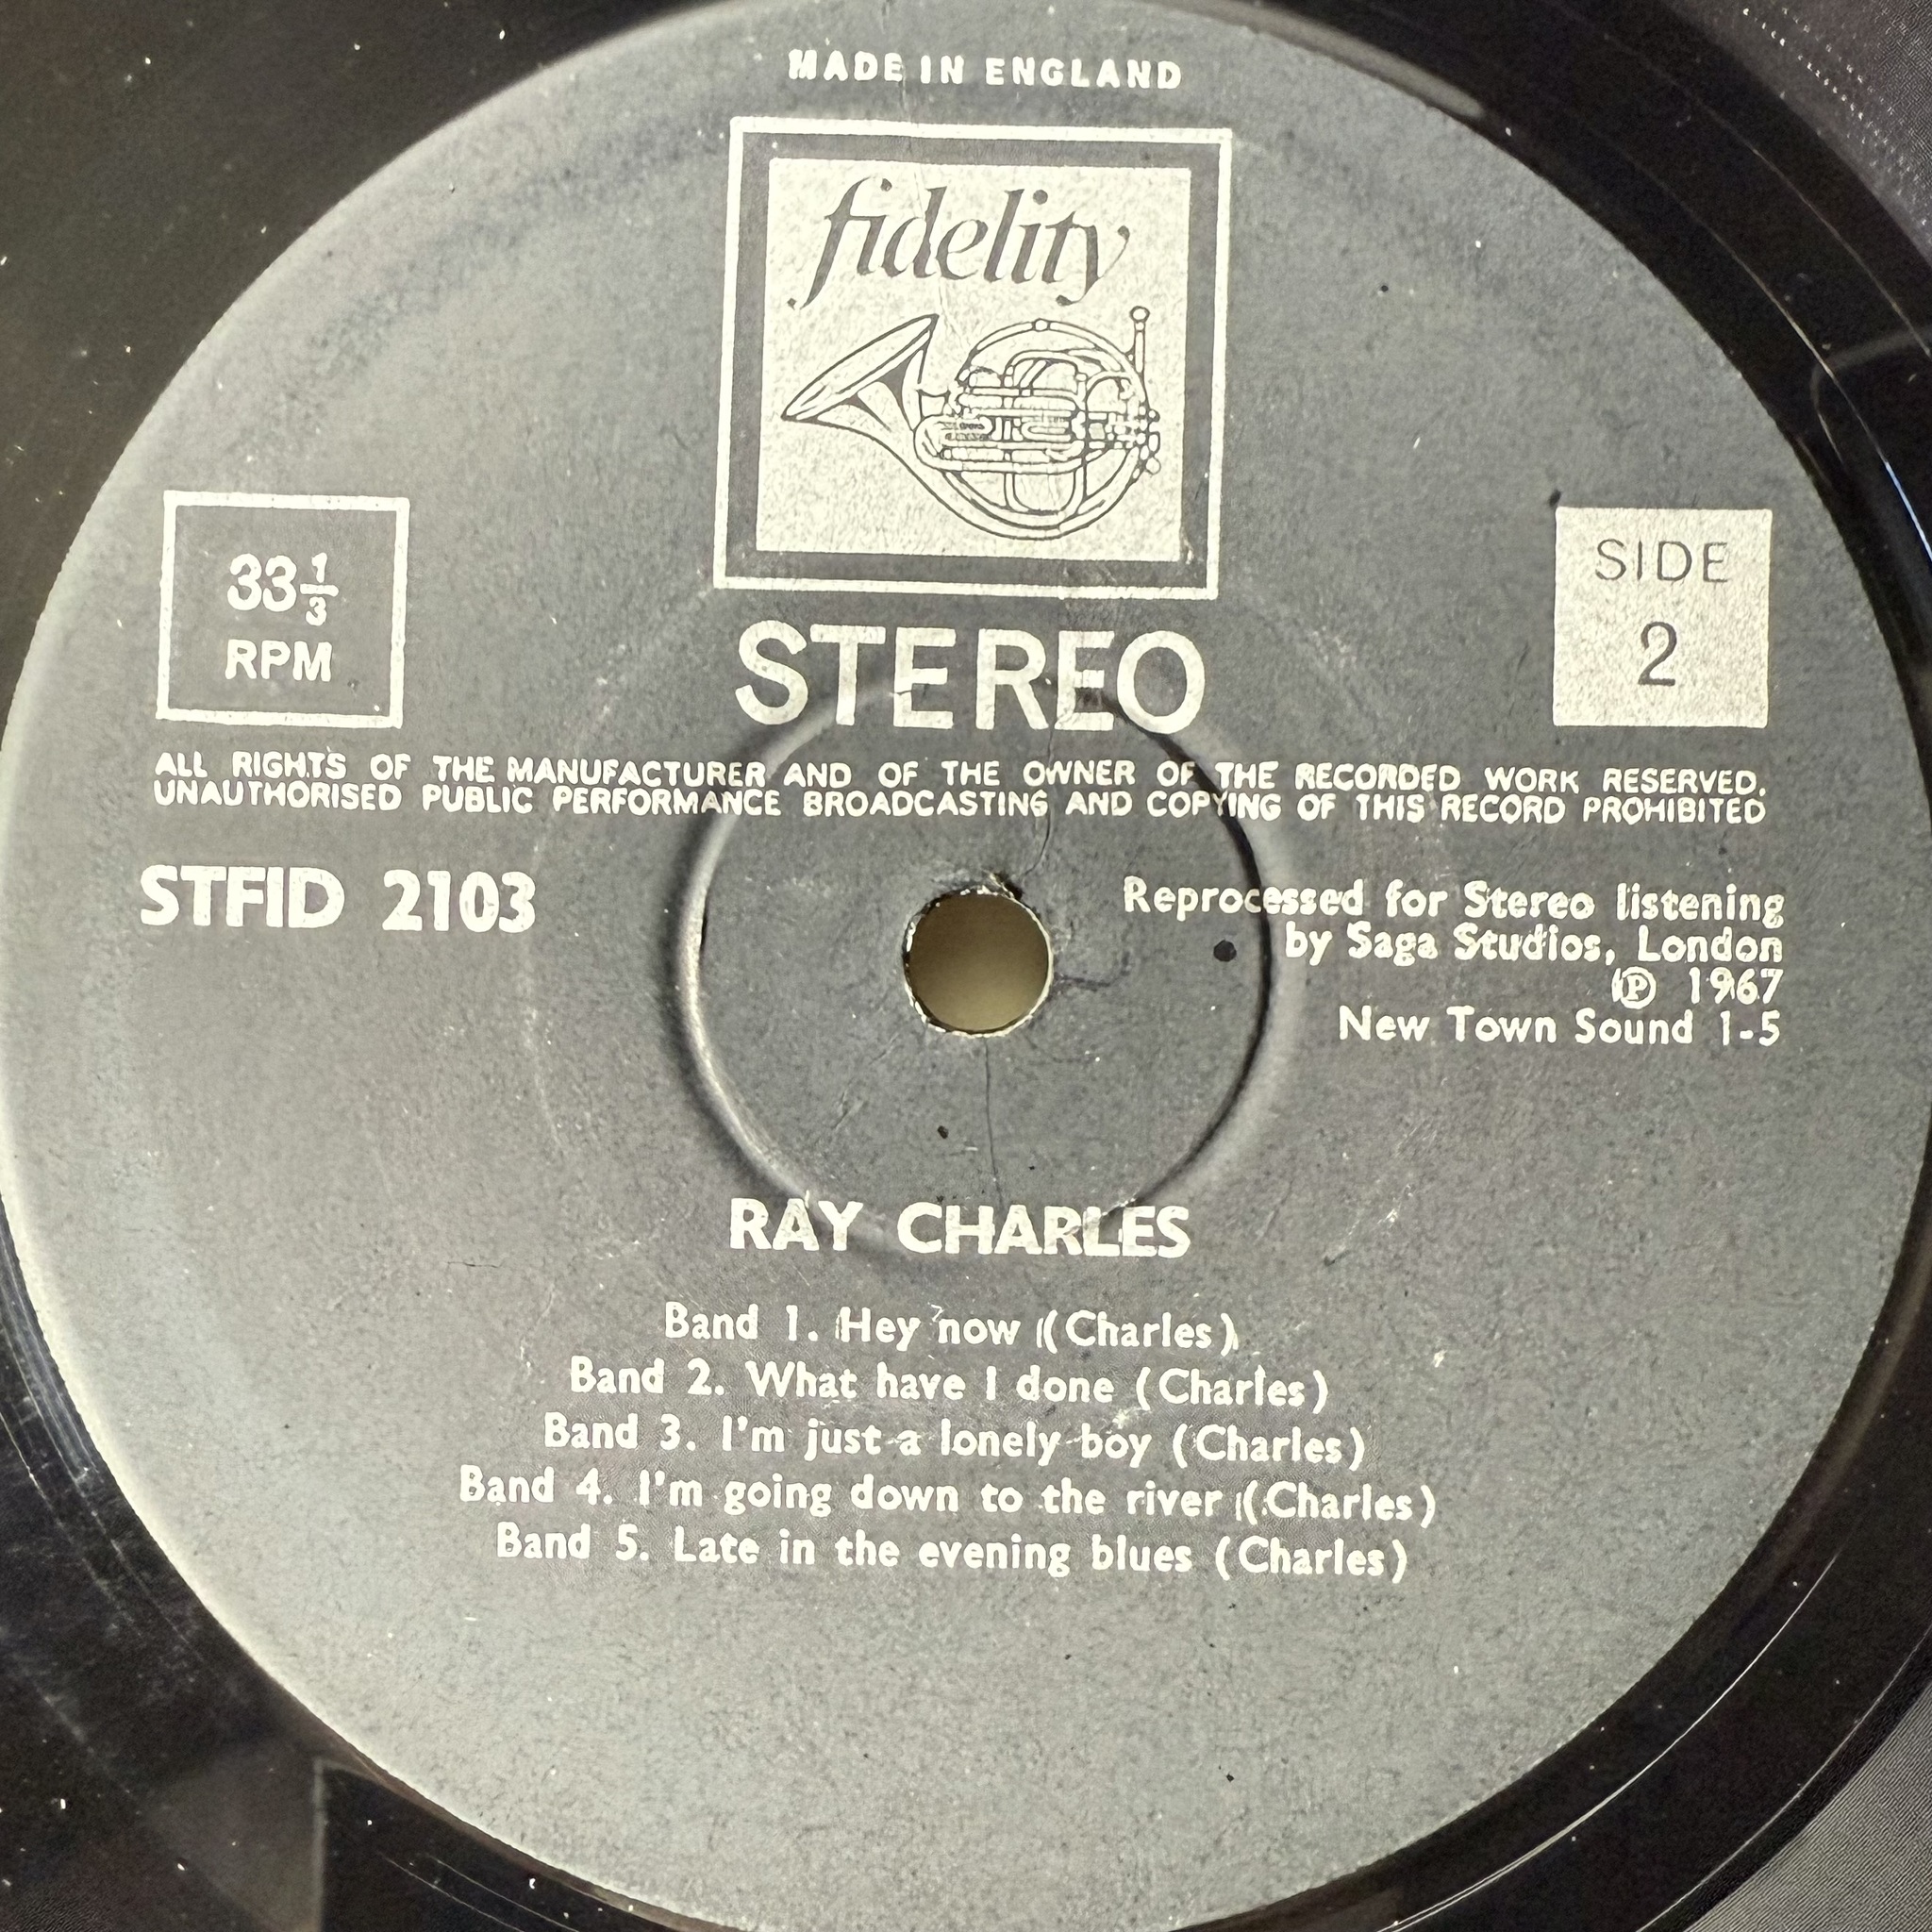 MADE IN ENGLAND
fidelity
33 1/3
RPM
SIDE
2
STEREO
ALL RIGHTS OF THE MANUFACTURER AND OF THE OWNER OF THE RECORDED WORK RESERVED.
UNAUTHORISED PUBLIC PERFORMANCE BROADCASTING AND COPYING OF THIS RECORD PROHIBITED
STFID 2103
Reprocessed for Stereo listening
by Saga Studios, London
℗ 1967
New Town Sound 1-5
RAY CHARLES
Band 1. Hey now (Charles)
Band 2. What have I done (Charles)
Band 3. I'm just a lonely boy (Charles)
Band 4. I'm going down to the river (Charles)
Band 5. Late in the evening blues (Charles)